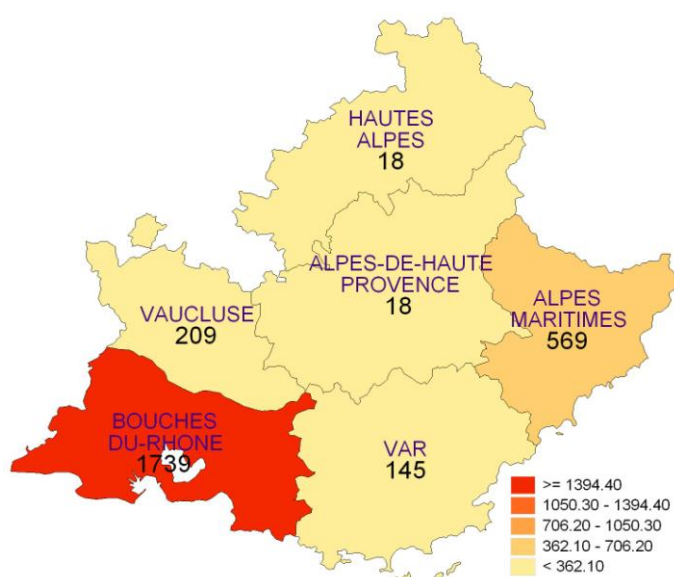 HAUTES
ALPES
18
ALPES-DE-HAUTE
PROVENCE
18
ALPES
MARITIMES
569
VAUCLUSE
209
BOUCHES
DU-RHONE
1739
VAR
145
>= 1394.40
1050.30 - 1394.40
706.20 - 1050.30
362.10 - 706.20
< 362.10